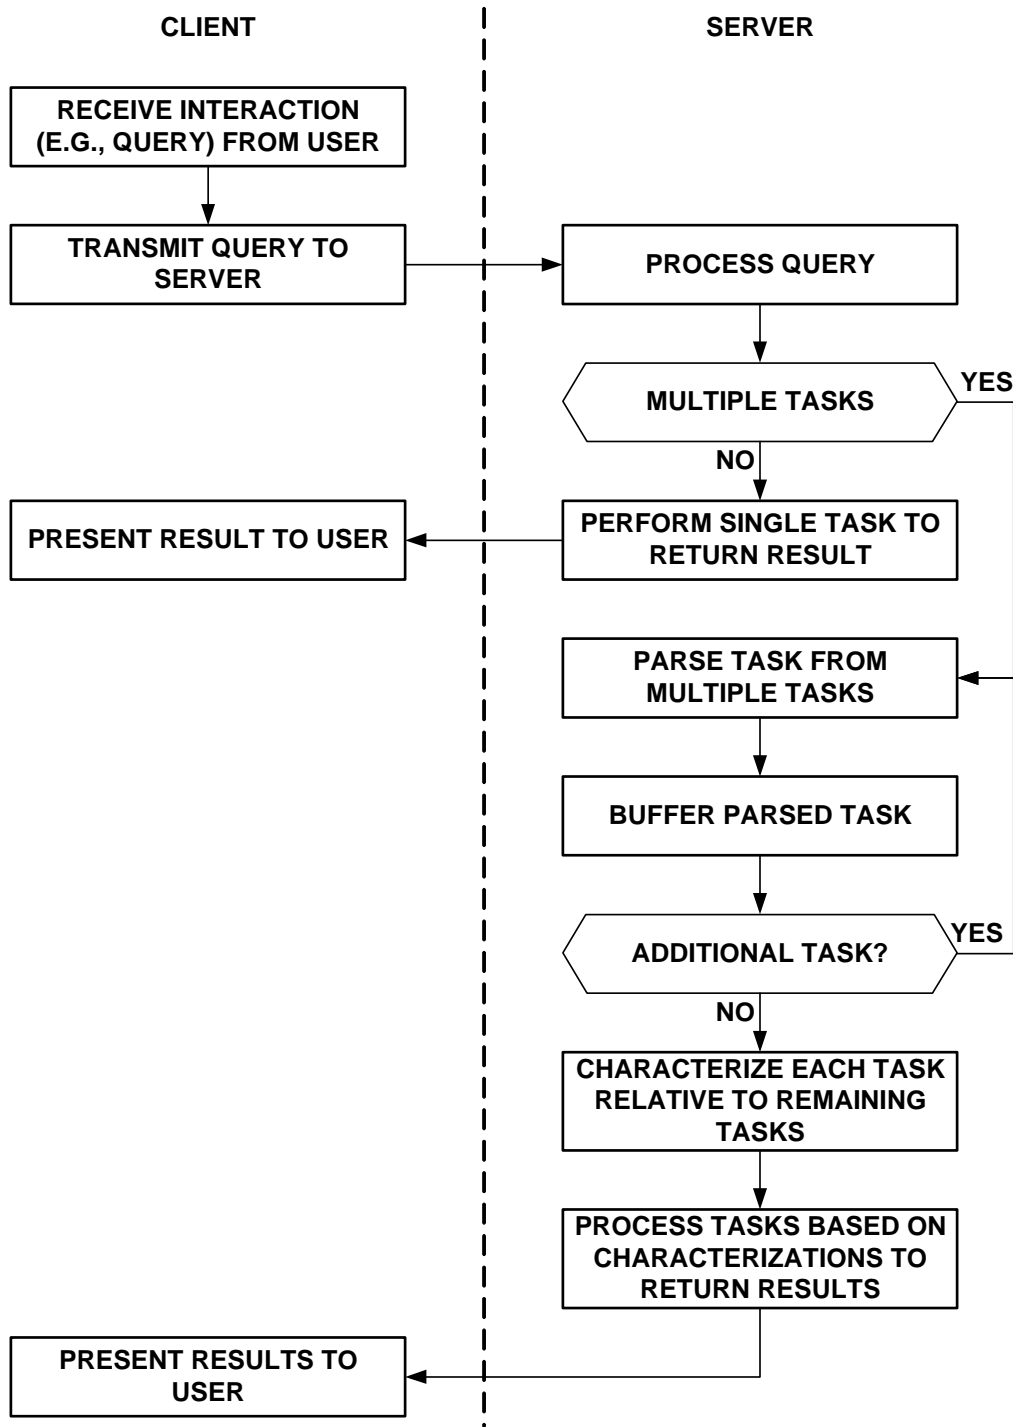 CLIENT
SERVER
RECEIVE INTERACTION
(E.G., QUERY) FROM USER
TRANSMIT QUERY TO
SERVER
PROCESS QUERY
MULTIPLE TASKS
YES
NO
PRESENT RESULT TO USER
PERFORM SINGLE TASK TO
RETURN RESULT
PARSE TASK FROM
MULTIPLE TASKS
BUFFER PARSED TASK
ADDITIONAL TASK?
YES
NO
CHARACTERIZE EACH TASK
RELATIVE TO REMAINING
TASKS
PROCESS TASKS BASED ON
CHARACTERIZATIONS TO
RETURN RESULTS
PRESENT RESULTS TO
USER